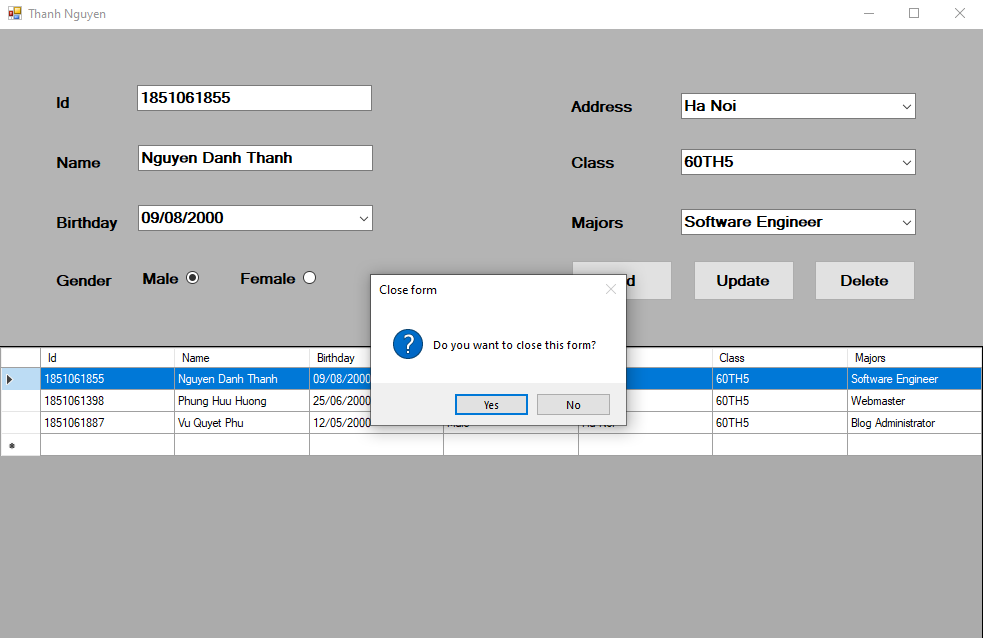 Thanh Nguyen
Id 1851061855 Address Ha Noi
Name Nguyen Danh Thanh Class 60TH5
Birthday 09/08/2000 Majors Software Engineer
Gender Male Female Update Delete
Close form
Do you want to close this form?
Yes No
Id Name Birthday Class Majors
1851061855 Nguyen Danh Thanh 09/08/2000 60TH5 Software Engineer
1851061398 Phung Huu Huong 25/06/2000 60TH5 Webmaster
1851061887 Vu Quyet Phu 12/05/2000 60TH5 Blog Administrator